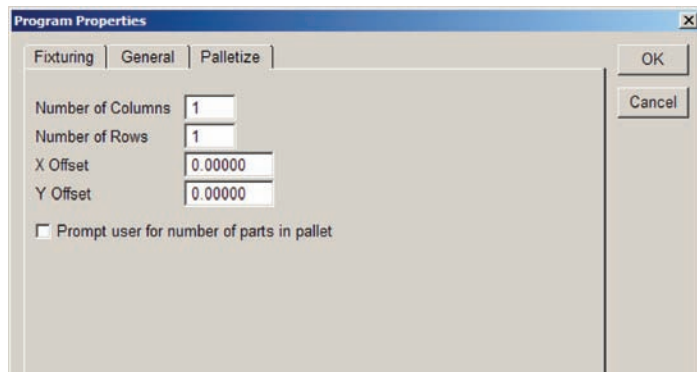 Program Properties
Fixturing General Palletize
OK
Cancel
Number of Columns 1
Number of Rows 1
X Offset 0.00000
Y Offset 0.00000
Prompt user for number of parts in pallet